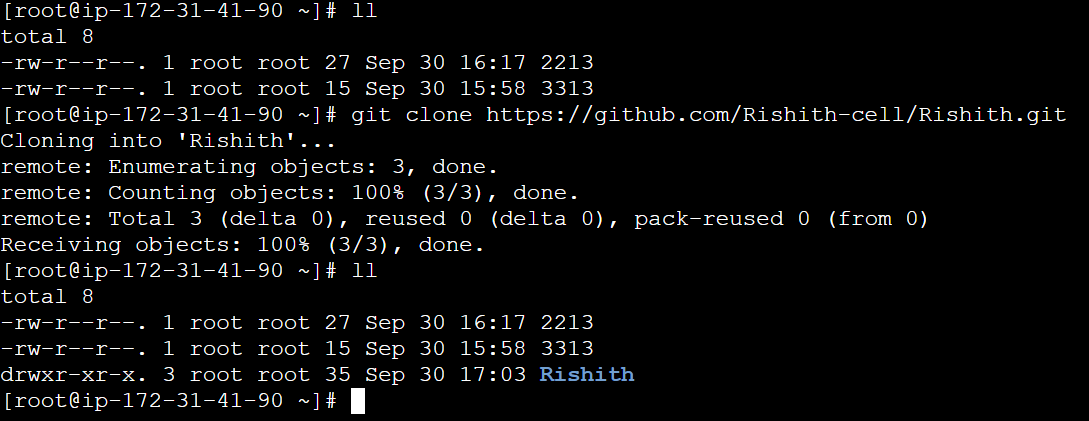 [root@ip-172-31-41-90 ~]# ll
total 8
-rw-r--r--. 1 root root 27 Sep 30 16:17 2213
-rw-r--r--. 1 root root 15 Sep 30 15:58 3313
[root@ip-172-31-41-90 ~]# git clone https://github.com/Rishith-cell/Rishith.git
Cloning into 'Rishith'...
remote: Enumerating objects: 3, done.
remote: Counting objects: 100% (3/3), done.
remote: Total 3 (delta 0), reused 0 (delta 0), pack-reused 0 (from 0)
Receiving objects: 100% (3/3), done.
[root@ip-172-31-41-90 ~]# ll
total 8
-rw-r--r--. 1 root root 27 Sep 30 16:17 2213
-rw-r--r--. 1 root root 15 Sep 30 15:58 3313
drwxr-xr-x. 3 root root 35 Sep 30 17:03 Rishith
[root@ip-172-31-41-90 ~]#